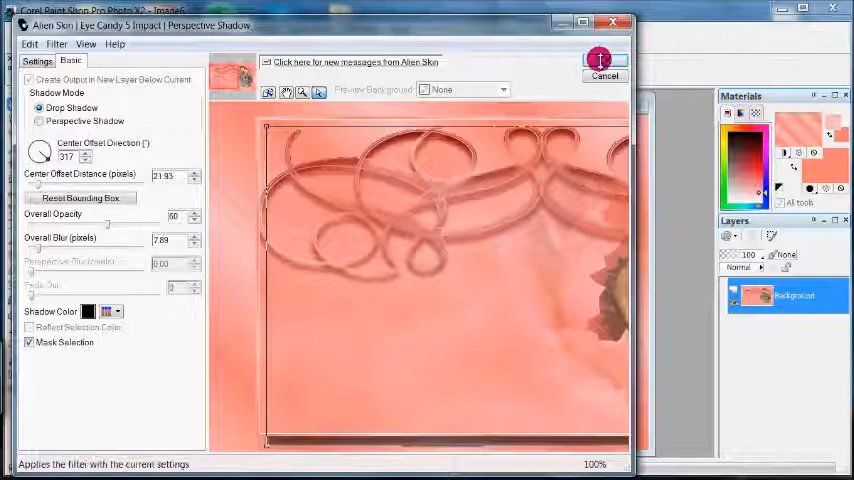 Corel Paint Shop Pro Photo X2 - Image6
Alien Skin | Eye Candy 5 Impact | Perspective Shadow
Edit Filter View Help
Settings Basic
Click here for new messages from Alien Skin
Cancel
Create Output in New Layer Below Current
Preview Background: None
Shadow Mode
Drop Shadow
Perspective Shadow
Center Offset Direction (°)
317
Center Offset Distance (pixels)
21.93
Reset Bounding Box
Overall Opacity
60
Overall Blur (pixels)
7.89
Perspective Blur (pixels)
0.00
Fade Out
0
Shadow Color
Reflect Selection Color
Mask Selection
Applies the filter with the current settings
100%
Materials
All tools
Layers
100
None
Normal
Background